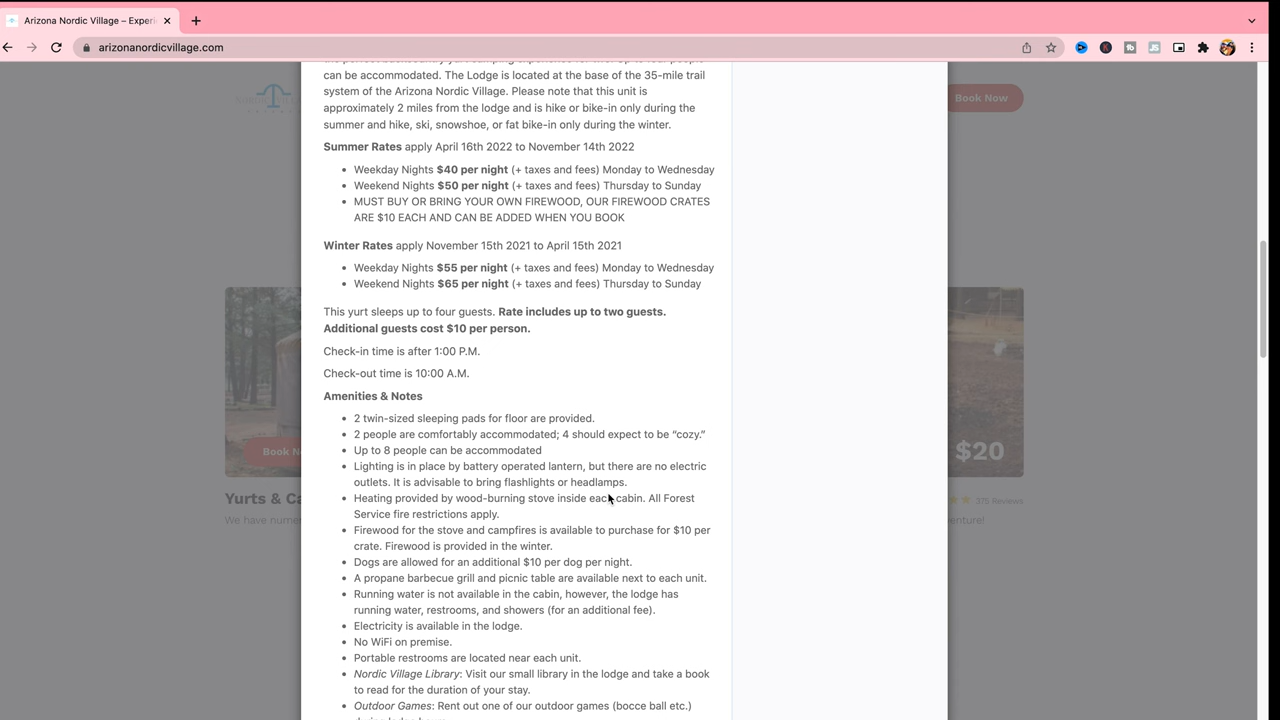 Arizona Nordic Village – Experi
arizonanordicvillage.com
Book Now
can be accommodated. The Lodge is located at the base of the 35-mile trail
system of the Arizona Nordic Village. Please note that this unit is
approximately 2 miles from the lodge and is hike or bike-in only during the
summer and hike, ski, snowshoe, or fat bike-in only during the winter.
Summer Rates apply April 16th 2022 to November 14th 2022
• Weekday Nights $40 per night (+ taxes and fees) Monday to Wednesday
• Weekend Nights $50 per night (+ taxes and fees) Thursday to Sunday
• MUST BUY OR BRING YOUR OWN FIREWOOD, OUR FIREWOOD CRATES
ARE $10 EACH AND CAN BE ADDED WHEN YOU BOOK
Winter Rates apply November 15th 2021 to April 15th 2021
• Weekday Nights $55 per night (+ taxes and fees) Monday to Wednesday
• Weekend Nights $65 per night (+ taxes and fees) Thursday to Sunday
This yurt sleeps up to four guests. Rate includes up to two guests.
Additional guests cost $10 per person.
Check-in time is after 1:00 P.M.
Check-out time is 10:00 A.M.
Amenities & Notes
• 2 twin-sized sleeping pads for floor are provided.
• 2 people are comfortably accommodated; 4 should expect to be “cozy.”
• Up to 8 people can be accommodated
• Lighting is in place by battery operated lantern, but there are no electric
outlets. It is advisable to bring flashlights or headlamps.
• Heating provided by wood-burning stove inside each cabin. All Forest
Service fire restrictions apply.
• Firewood for the stove and campfires is available to purchase for $10 per
crate. Firewood is provided in the winter.
• Dogs are allowed for an additional $10 per dog per night.
• A propane barbecue grill and picnic table are available next to each unit.
• Running water is not available in the cabin, however, the lodge has
running water, restrooms, and showers (for an additional fee).
• Electricity is available in the lodge.
• No WiFi on premise.
• Portable restrooms are located near each unit.
• Nordic Village Library: Visit our small library in the lodge and take a book
to read for the duration of your stay.
• Outdoor Games: Rent out one of our outdoor games (bocce ball etc.)
Book N
Yurts & Ca
We have numer
$20
375 Reviews
venture!